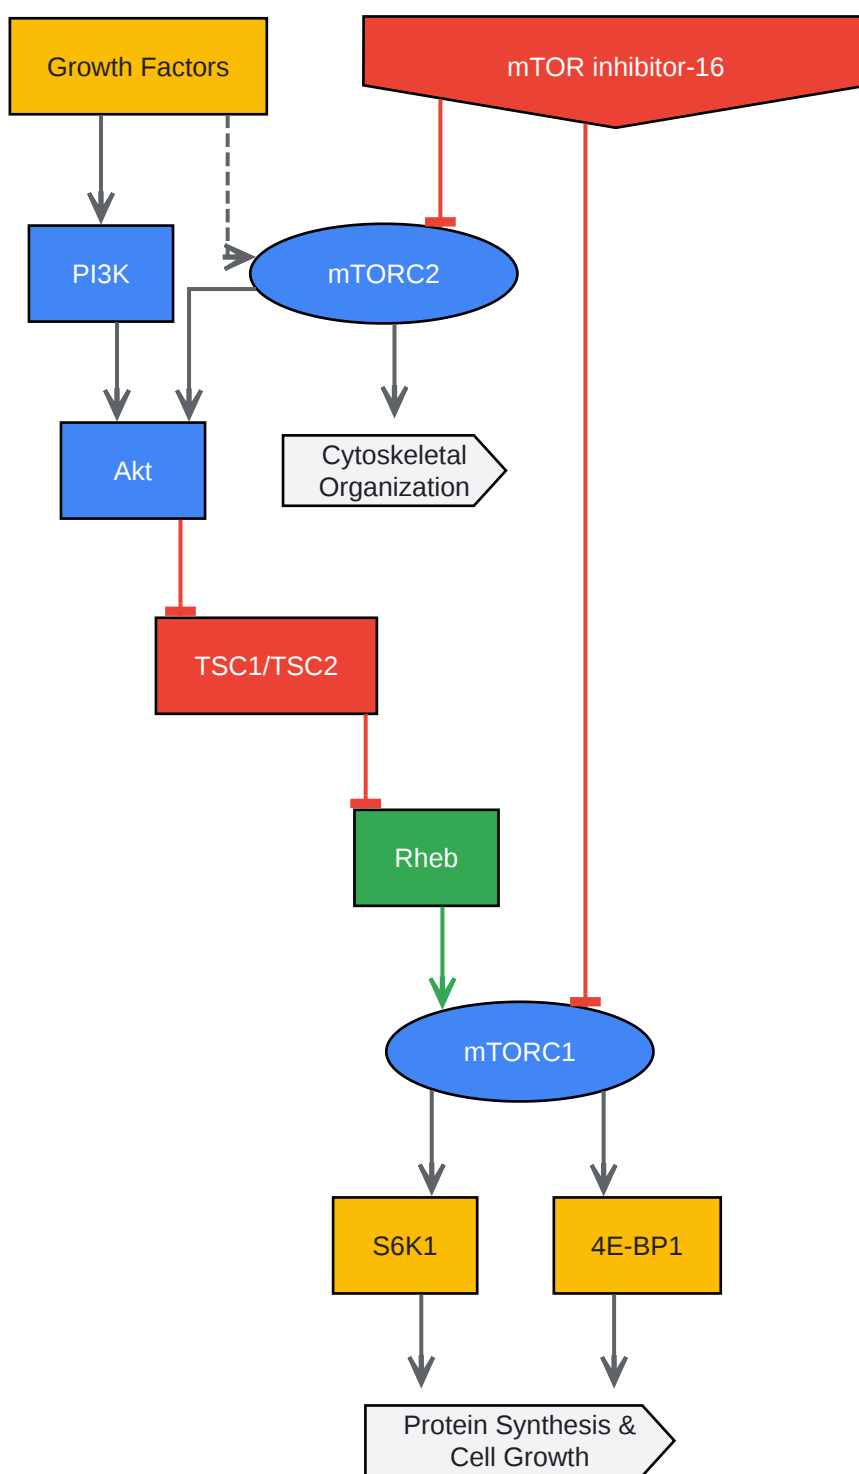 Growth Factors
mTOR inhibitor-16
PI3K
mTORC2
Akt
Cytoskeletal
Organization
TSC1/TSC2
Rheb
mTORC1
S6K1
4E-BP1
Protein Synthesis &
Cell Growth